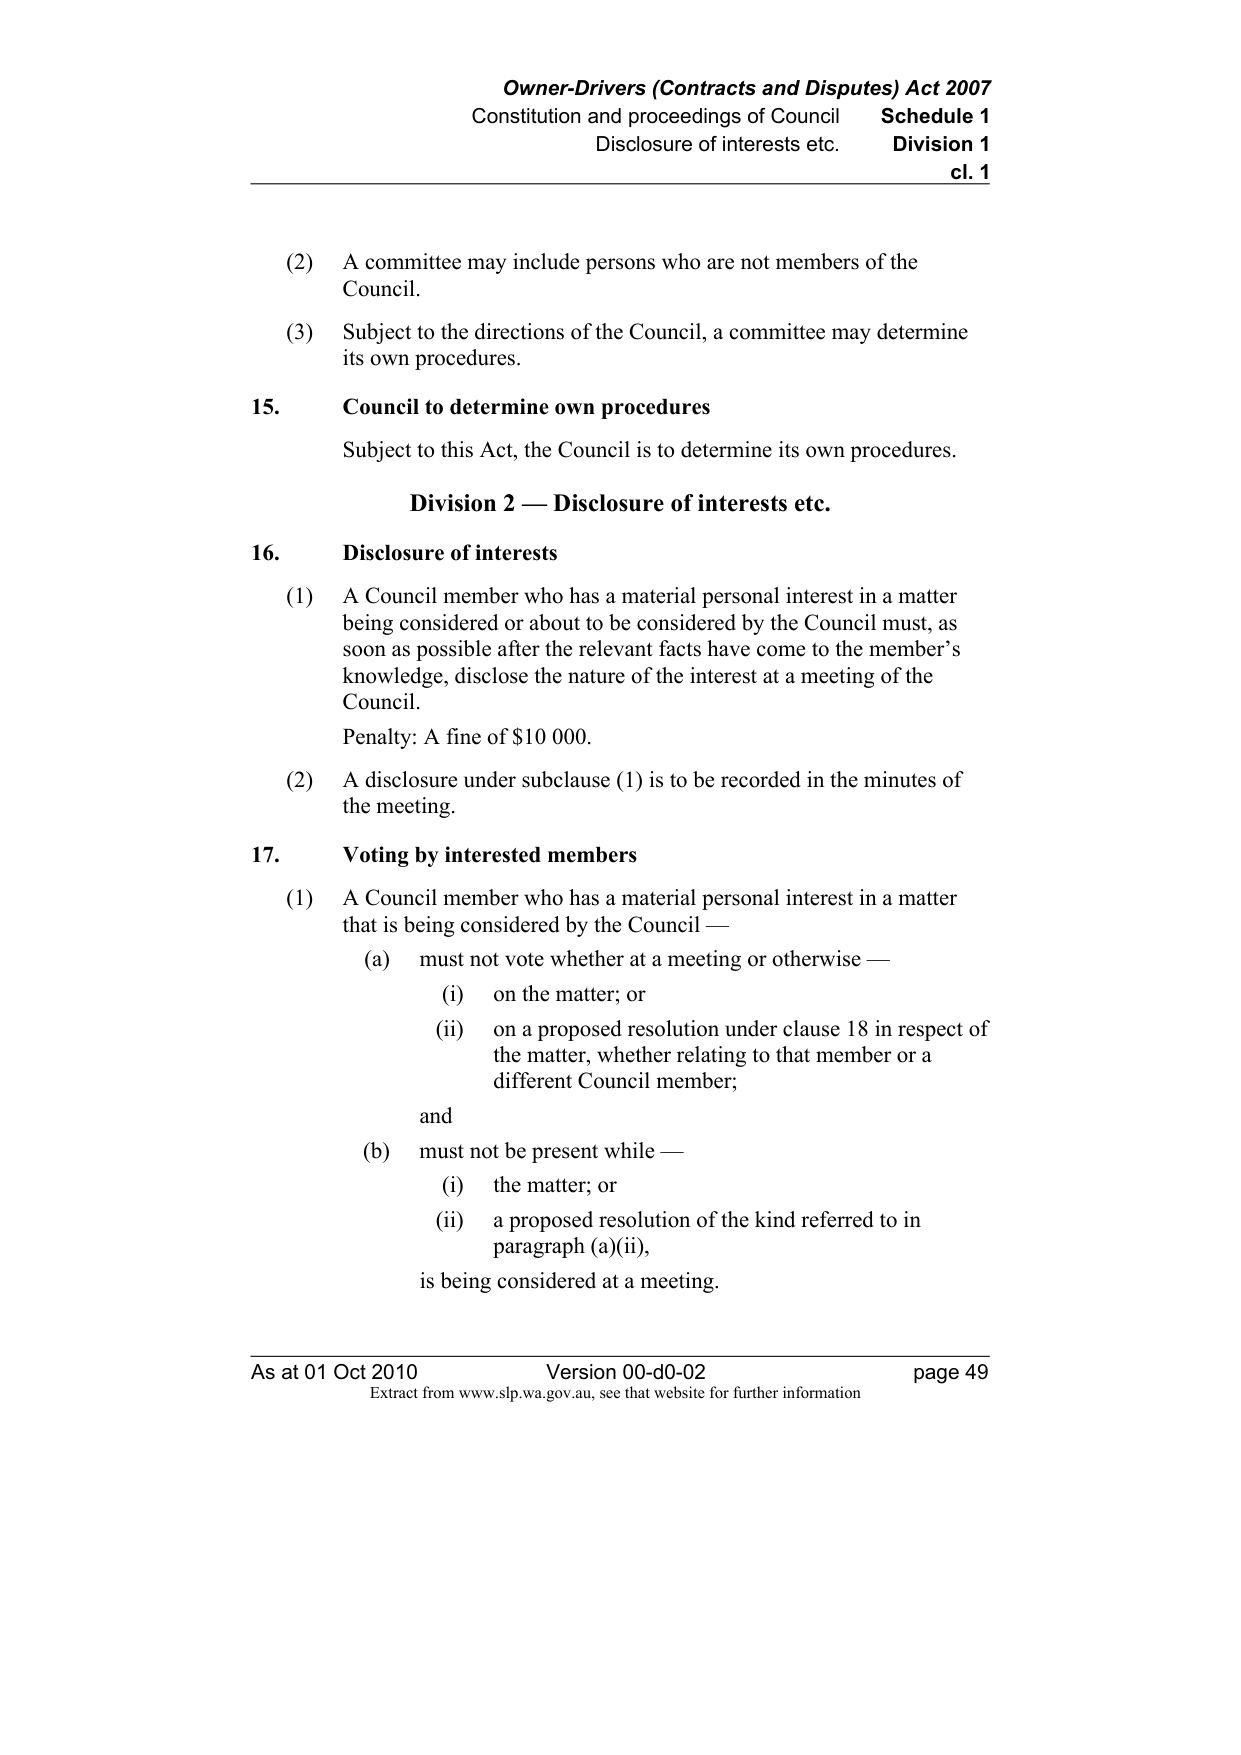 Owner-Drivers (Contracts and Disputes) Act 2007
Constitution and proceedings of Council Schedule 1
Disclosure of interests etc. Division 1
cl. 1
(2) A committee may include persons who are not members of the
Council.
(3) Subject to the directions of the Council, a committee may determine
its own procedures.
15. Council to determine own procedures
Subject to this Act, the Council is to determine its own procedures.
Division 2 — Disclosure of interests etc.
16. Disclosure of interests
(1) A Council member who has a material personal interest in a matter
being considered or about to be considered by the Council must, as
soon as possible after the relevant facts have come to the member’s
knowledge, disclose the nature of the interest at a meeting of the
Council.
Penalty: A fine of $10 000.
(2) A disclosure under subclause (1) is to be recorded in the minutes of
the meeting.
17. Voting by interested members
(1) A Council member who has a material personal interest in a matter
that is being considered by the Council —
(a) must not vote whether at a meeting or otherwise —
(i) on the matter; or
(ii) on a proposed resolution under clause 18 in respect of
the matter, whether relating to that member or a
different Council member;
and
(b) must not be present while —
(i) the matter; or
(ii) a proposed resolution of the kind referred to in
paragraph (a)(ii),
is being considered at a meeting.
As at 01 Oct 2010 Version 00-d0-02 page 49
Extract from www.slp.wa.gov.au, see that website for further information